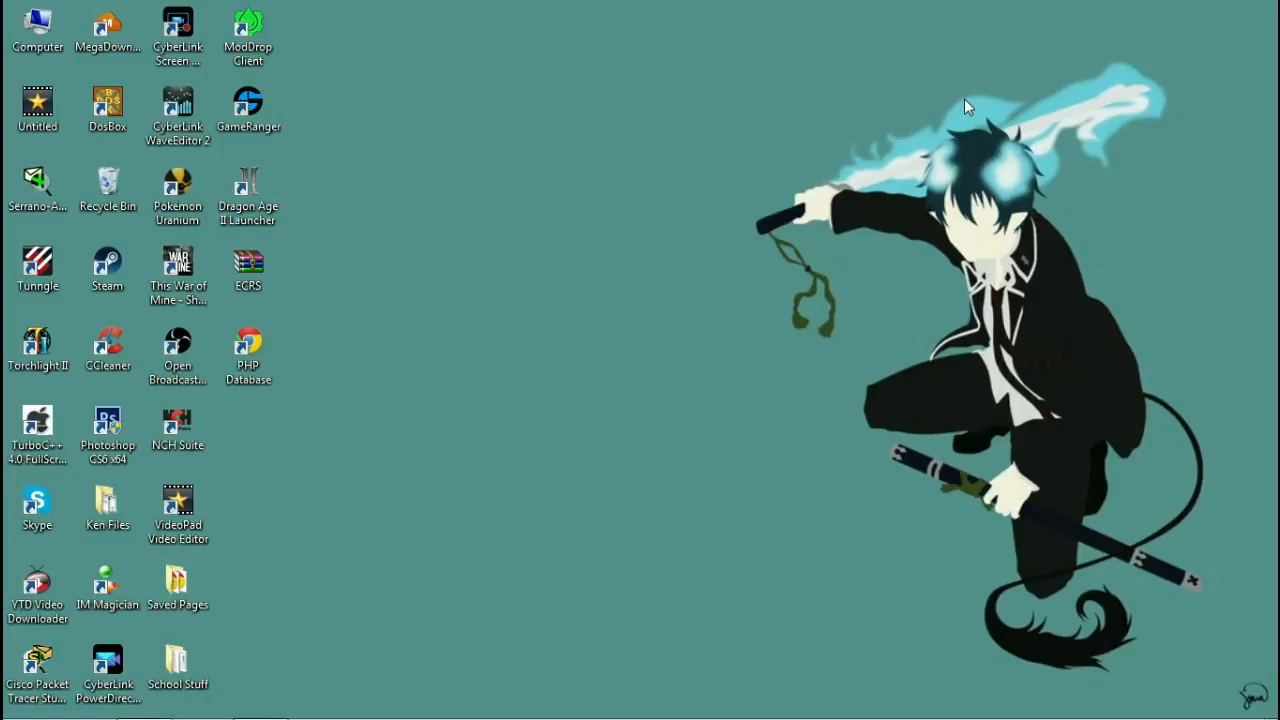 Computer
MegaDown...
CyberLink
Screen ...
ModDrop
Client
Untitled
DosBox
CyberLink
WaveEditor 2
GameRanger
Serrano-A...
Recycle Bin
Pokemon
Uranium
Dragon Age
II Launcher
Tunngle
Steam
This War of
Mine - Sh...
ECRS
Torchlight II
CCleaner
Open
Broadcast...
PHP
Database
TurboC++
4.0 FullScr...
Photoshop
CS6 x64
NCH Suite
Skype
Ken Files
VideoPad
Video Editor
YTD Video
Downloader
IM Magician
Saved Pages
Cisco Packet
Tracer Stu...
CyberLink
PowerDirec...
School Stuff